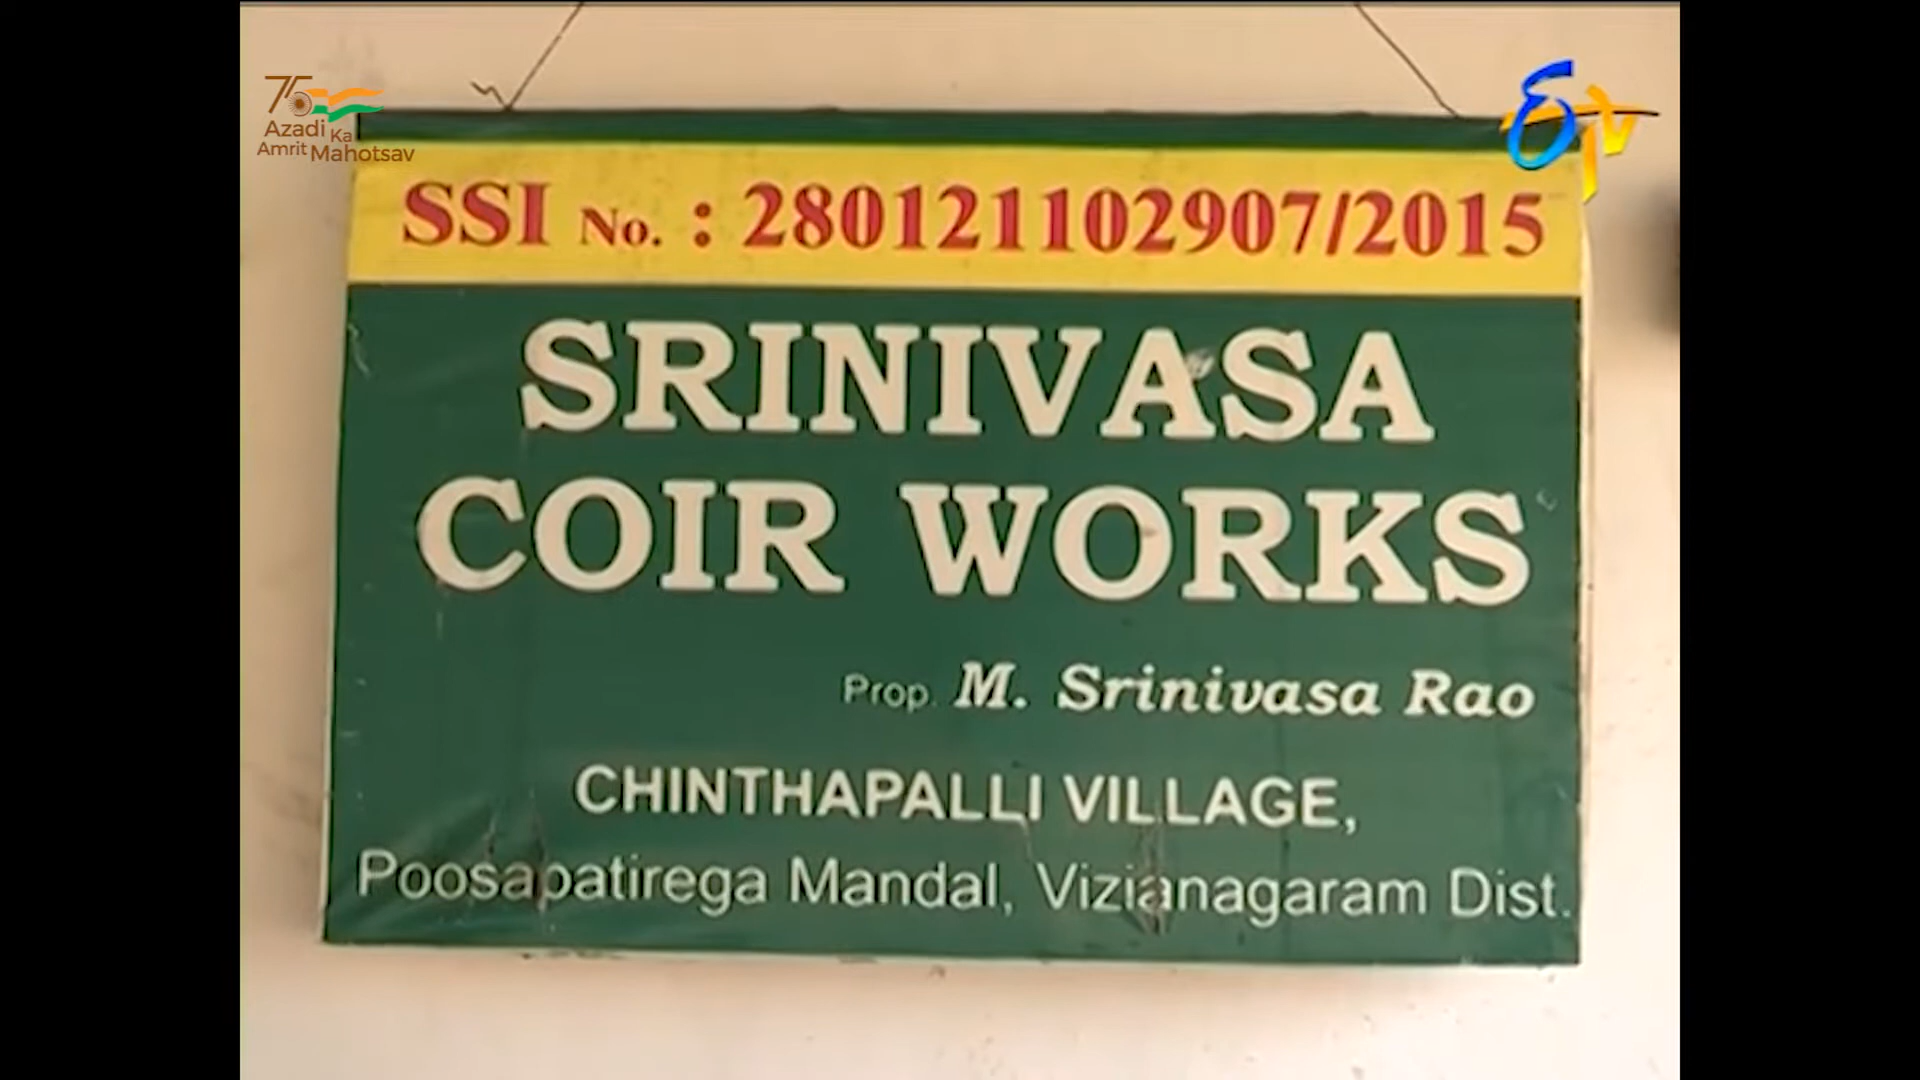 75
Azadi Ka
Amrit Mahotsav
ETV
SSI No. : 280121102907/2015
SRINIVASA
COIR WORKS
Prop. M. Srinivasa Rao
CHINTHAPALLI VILLAGE,
Poosapatirega Mandal, Vizianagaram Dist.